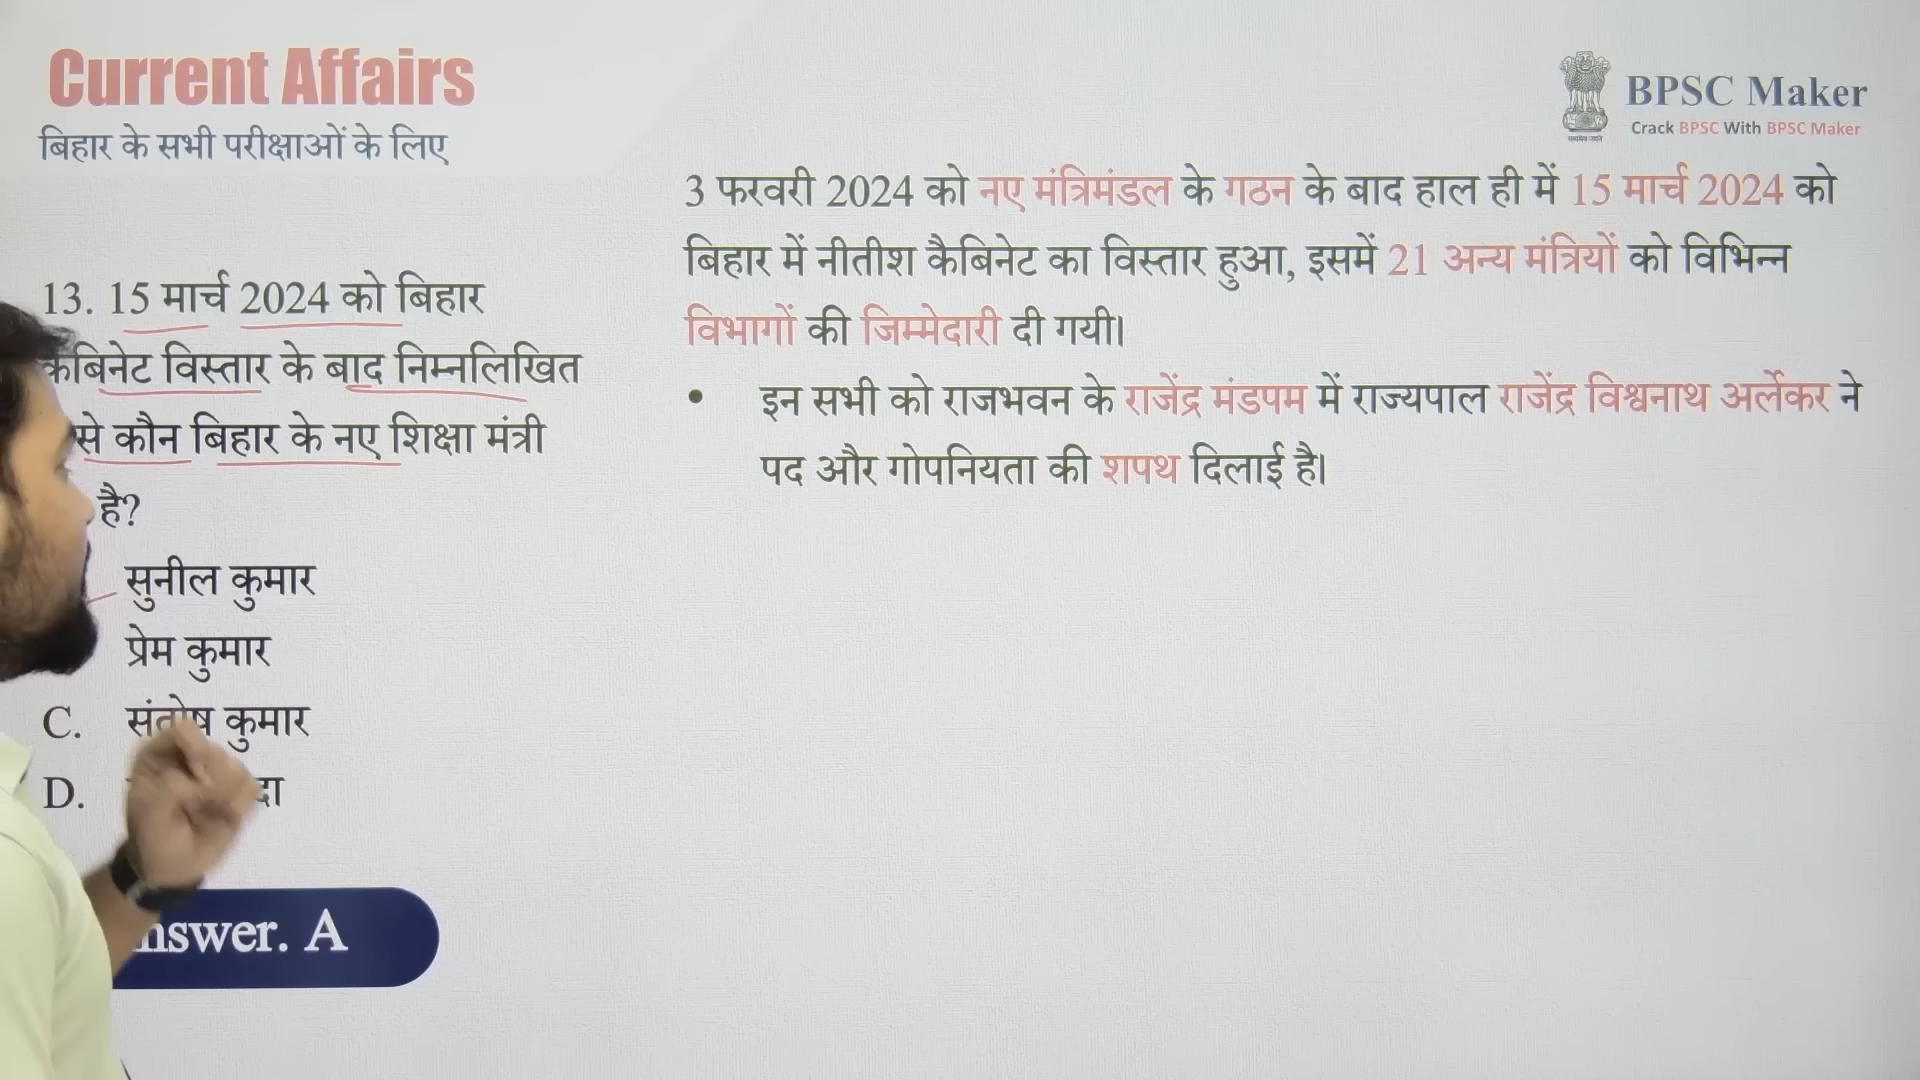 Current Affairs
बिहार के सभी परीक्षाओं के लिए
BPSC Maker
Crack BPSC With BPSC Maker
13. 15 मार्च 2024 को बिहार
कैबिनेट विस्तार के बाद निम्नलिखित
से कौन बिहार के नए शिक्षा मंत्री
है?
सुनील कुमार
प्रेम कुमार
C. संतोष कुमार
D.
nswer. A
3 फरवरी 2024 को नए मंत्रिमंडल के गठन के बाद हाल ही में 15 मार्च 2024 को
बिहार में नीतीश कैबिनेट का विस्तार हुआ, इसमें 21 अन्य मंत्रियों को विभिन्न
विभागों की जिम्मेदारी दी गयी।
• इन सभी को राजभवन के राजेंद्र मंडपम में राज्यपाल राजेंद्र विश्वनाथ अर्लेकर ने
पद और गोपनियता की शपथ दिलाई है।